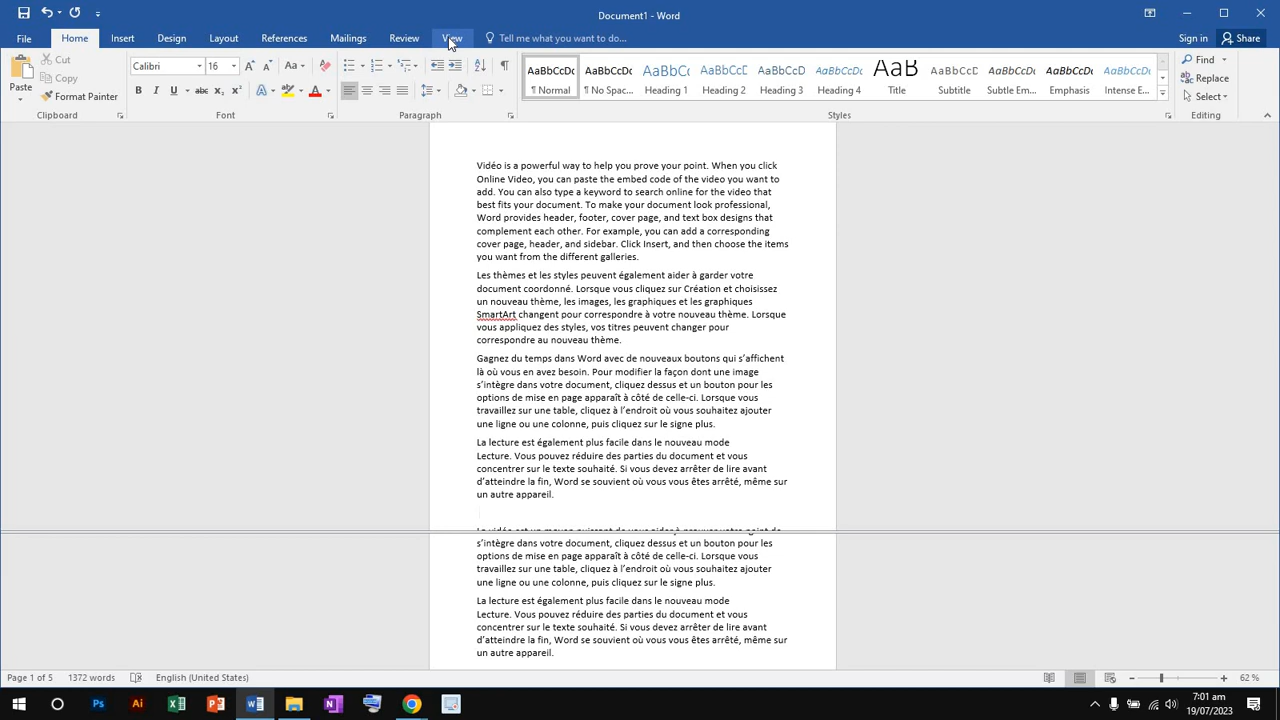 Document1 - Word
File Home Insert Design Layout References Mailings Review View Tell me what you want to do... Sign in Share
Paste Cut Copy Format Painter
Calibri 16
AaBbCcDc AaBbCcDc AaBbCc AaBbCcD AaBbCcD AaBbCcD AaB AaBbCcD AaBbCcD AaBbCcD AaBbCcD
¶ Normal ¶ No Spac... Heading 1 Heading 2 Heading 3 Heading 4 Title Subtitle Subtle Em... Emphasis Intense E...
Find Replace Select
Clipboard Font Paragraph Styles Editing
Vidéo is a powerful way to help you prove your point. When you click
Online Video, you can paste the embed code of the video you want to
add. You can also type a keyword to search online for the video that
best fits your document. To make your document look professional,
Word provides header, footer, cover page, and text box designs that
complement each other. For example, you can add a corresponding
cover page, header, and sidebar. Click Insert, and then choose the items
you want from the different galleries.
Les thèmes et les styles peuvent également aider à garder votre
document coordonné. Lorsque vous cliquez sur Création et choisissez
un nouveau thème, les images, les graphiques et les graphiques
SmartArt changent pour correspondre à votre nouveau thème. Lorsque
vous appliquez des styles, vos titres peuvent changer pour
correspondre au nouveau thème.
Gagnez du temps dans Word avec de nouveaux boutons qui s’affichent
là où vous en avez besoin. Pour modifier la façon dont une image
s’intègre dans votre document, cliquez dessus et un bouton pour les
options de mise en page apparaît à côté de celle-ci. Lorsque vous
travaillez sur une table, cliquez à l’endroit où vous souhaitez ajouter
une ligne ou une colonne, puis cliquez sur le signe plus.
La lecture est également plus facile dans le nouveau mode
Lecture. Vous pouvez réduire des parties du document et vous
concentrer sur le texte souhaité. Si vous devez arrêter de lire avant
d’atteindre la fin, Word se souvient où vous vous êtes arrêté, même sur
un autre appareil.
La vidéo est un moyen puissant de vous aider à prouver votre point de
s’intègre dans votre document, cliquez dessus et un bouton pour les
options de mise en page apparaît à côté de celle-ci. Lorsque vous
travaillez sur une table, cliquez à l’endroit où vous souhaitez ajouter
une ligne ou une colonne, puis cliquez sur le signe plus.
La lecture est également plus facile dans le nouveau mode
Lecture. Vous pouvez réduire des parties du document et vous
concentrer sur le texte souhaité. Si vous devez arrêter de lire avant
d’atteindre la fin, Word se souvient où vous vous êtes arrêté, même sur
un autre appareil.
Page 1 of 5 1372 words English (United States) 62 %
7:01 am
19/07/2023